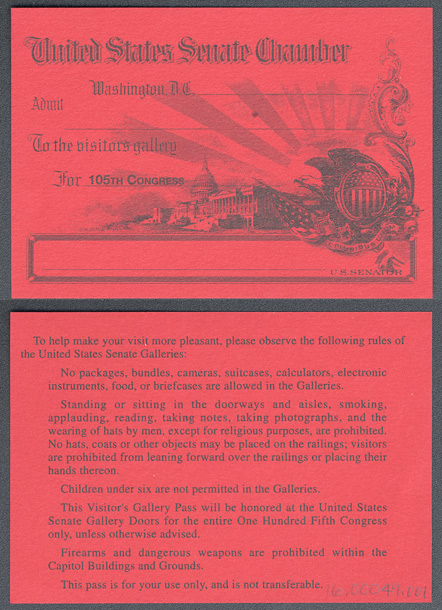 United States Senate Chamber
Washington, D.C.
Admit
To the visitors gallery
For 105TH CONGRESS
U.S. SENATOR
To help make your visit more pleasant, please observe the following rules of
the United States Senate Galleries:
No packages, bundles, cameras, suitcases, calculators, electronic
instruments, food, or briefcases are allowed in the Galleries.
Standing or sitting in the doorways and aisles, smoking,
applauding, reading, taking notes, taking photographs, and the
wearing of hats by men, except for religious purposes, are prohibited.
No hats, coats or other objects may be placed on the railings; visitors
are prohibited from leaning forward over the railings or placing their
hands thereon.
Children under six are not permitted in the Galleries.
This Visitor's Gallery Pass will be honored at the United States
Senate Gallery Doors for the entire One Hundred Fifth Congress
only, unless otherwise advised.
Firearms and dangerous weapons are prohibited within the
Capitol Buildings and Grounds.
This pass is for your use only, and is not transferable.